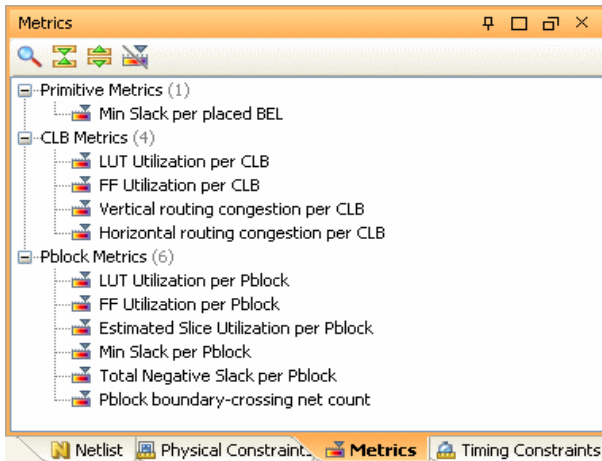 Metrics
Primitive Metrics (1)
Min Slack per placed BEL
CLB Metrics (4)
LUT Utilization per CLB
FF Utilization per CLB
Vertical routing congestion per CLB
Horizontal routing congestion per CLB
Pblock Metrics (6)
LUT Utilization per Pblock
FF Utilization per Pblock
Estimated Slice Utilization per Pblock
Min Slack per Pblock
Total Negative Slack per Pblock
Pblock boundary-crossing net count
Netlist Physical Constraints Metrics Timing Constraints